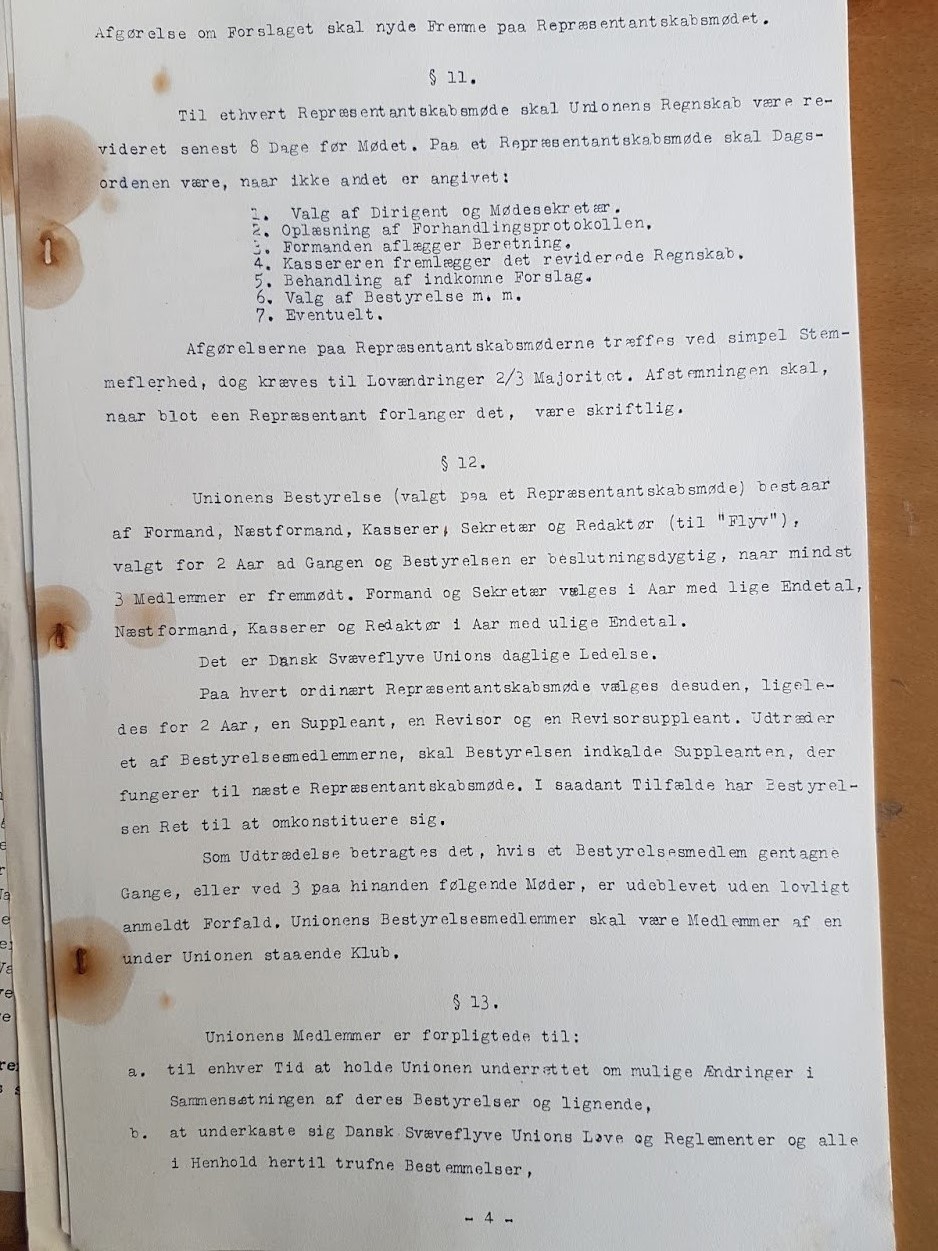 Afgørelse om Forslaget skal nyde Fremme paa Repræsentantskabsmødet.
§ 11.
Til ethvert Repræsentantskabsmøde skal Unionens Regnskab være re-
videret senest 8 Dage før Mødet. Paa et Repræsentantskabsmøde skal Dags-
ordenen være, naar ikke andet er angivet:
1. Valg af Dirigent og Mødesekretær.
2. Oplæsning af Forhandlingsprotokollen.
3. Formanden aflægger Beretning.
4. Kassereren fremlægger det reviderede Regnskab.
5. Behandling af indkomne Forslag.
6. Valg af Bestyrelse m. m.
7. Eventuelt.
Afgørelserne paa Repræsentantskabsmøderne træffes ved simpel Stem-
meflerhed, dog kræves til Lovændringer 2/3 Majoritet. Afstemningen skal,
naar blot een Repræsentant forlanger det, være skriftlig.
§ 12.
Unionens Bestyrelse (valgt paa et Repræsentantskabsmøde) bestaar
af Formand, Næstformand, Kasserer, Sekretær og Redaktør (til "Flyv"),
valgt for 2 Aar ad Gangen og Bestyrelsen er beslutningsdygtig, naar mindst
3 Medlemmer er fremmødt. Formand og Sekretær vælges i Aar med lige Endetal,
Næstformand, Kasserer og Redaktør i Aar med ulige Endetal.
Det er Dansk Svæveflyve Unions daglige Ledelse.
Paa hvert ordinært Repræsentantskabsmøde vælges desuden, ligele-
des for 2 Aar, en Suppleant, en Revisor og en Revisorsuppleant. Udtræder
et af Bestyrelsesmedlemmerne, skal Bestyrelsen indkalde Suppleanten, der
fungerer til næste Repræsentantskabsmøde. I saadant Tilfælde har Bestyrel-
sen Ret til at omkonstituere sig.
Som Udtrædelse betragtes det, hvis et Bestyrelsesmedlem gentagne
Gange, eller ved 3 paa hinanden følgende Møder, er udeblevet uden lovligt
anmeldt Forfald. Unionens Bestyrelsesmedlemmer skal være Medlemmer af en
under Unionen staaende Klub.
§ 13.
Unionens Medlemmer er forpligtede til:
a. til enhver Tid at holde Unionen underrettet om mulige Ændringer i
Sammensætningen af deres Bestyrelser og lignende,
b. at underkaste sig Dansk Svæveflyve Unions Love og Reglementer og alle
i Henhold hertil trufne Bestemmelser,
- 4 -